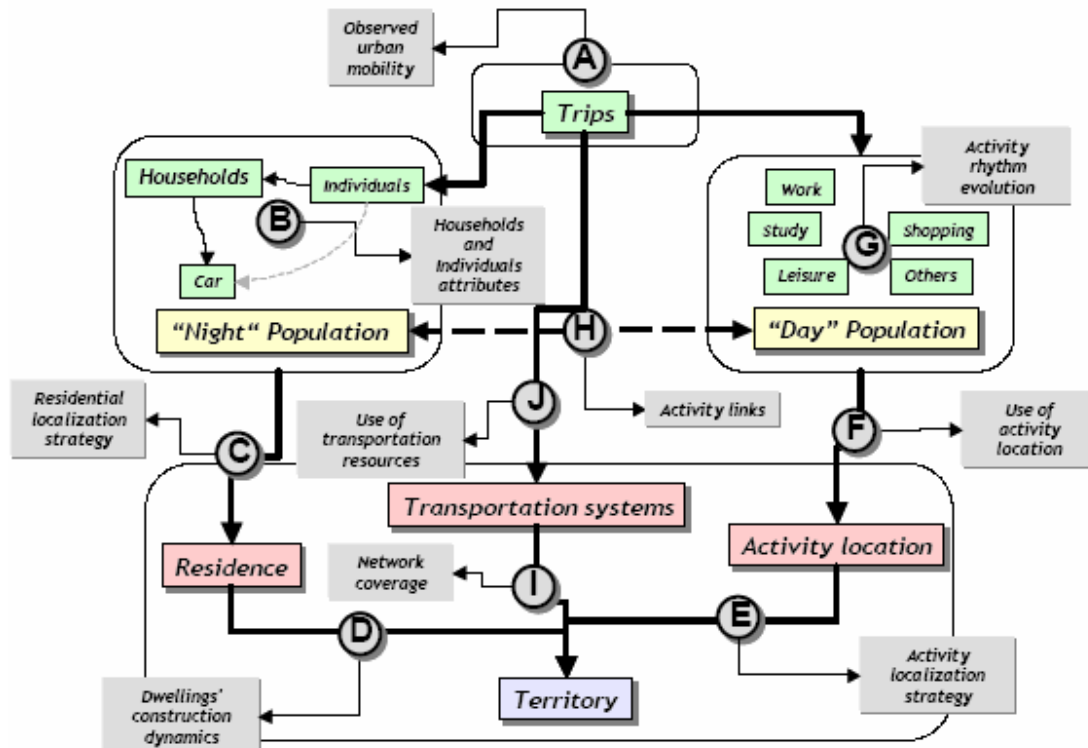 Observed
urban
mobility
A
Trips
Households
Individuals
B
Car
Households
and
Individuals
attributes
"Night" Population
Activity
rhythm
evolution
Work
Study
G
Shopping
Leisure
Others
"Day" Population
H
Residential
localization
strategy
C
Use of
transportation
resources
J
Activity links
F
Use of
activity
location
Transportation systems
Residence
Activity location
Network
coverage
I
D
E
Dwellings'
construction
dynamics
Territory
Activity
localization
strategy